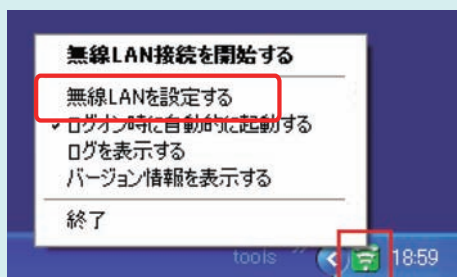 無線LAN接続を開始する
無線LANを設定する
ログオン時に自動的に起動する
ログを表示する
バージョン情報を表示する
終了
tools
18:59